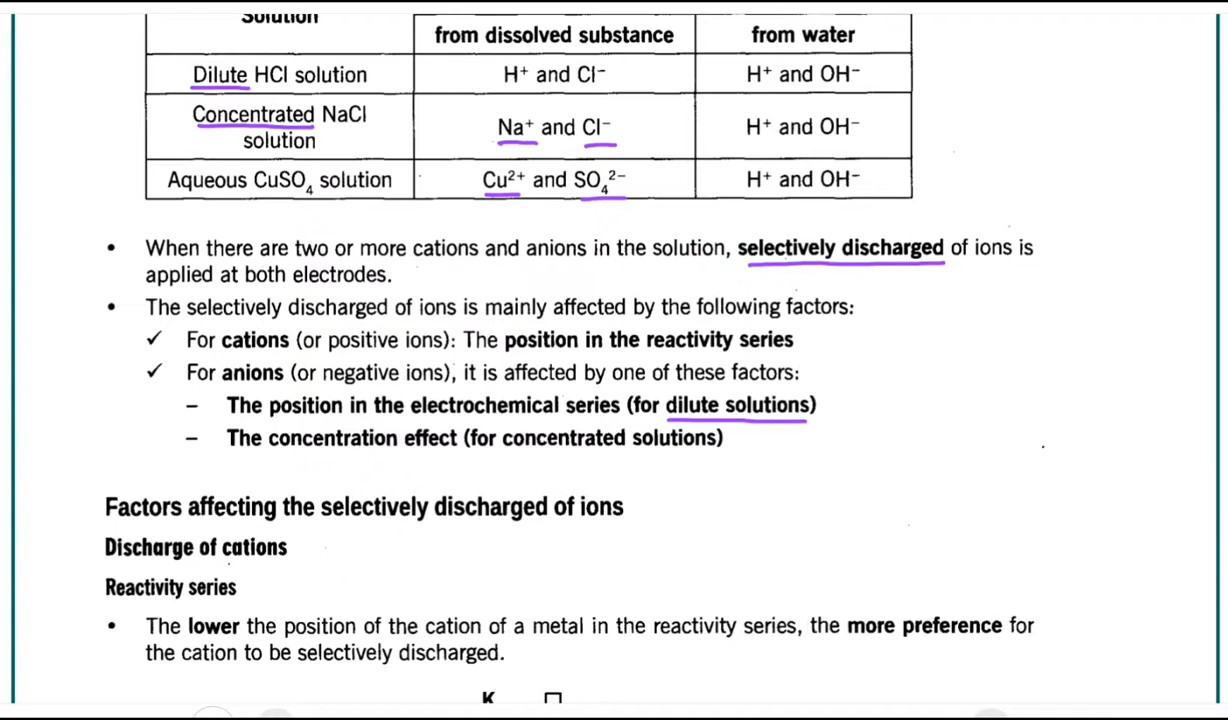 Solution
from dissolved substance
from water
Dilute HCl solution
H⁺ and Cl⁻
H⁺ and OH⁻
Concentrated NaCl
solution
Na⁺ and Cl⁻
H⁺ and OH⁻
Aqueous CuSO₄ solution
Cu²⁺ and SO₄²⁻
H⁺ and OH⁻
• When there are two or more cations and anions in the solution, selectively discharged of ions is
applied at both electrodes.
• The selectively discharged of ions is mainly affected by the following factors:
✓ For cations (or positive ions): The position in the reactivity series
✓ For anions (or negative ions), it is affected by one of these factors:
– The position in the electrochemical series (for dilute solutions)
– The concentration effect (for concentrated solutions)
Factors affecting the selectively discharged of ions
Discharge of cations
Reactivity series
• The lower the position of the cation of a metal in the reactivity series, the more preference for
the cation to be selectively discharged.
K